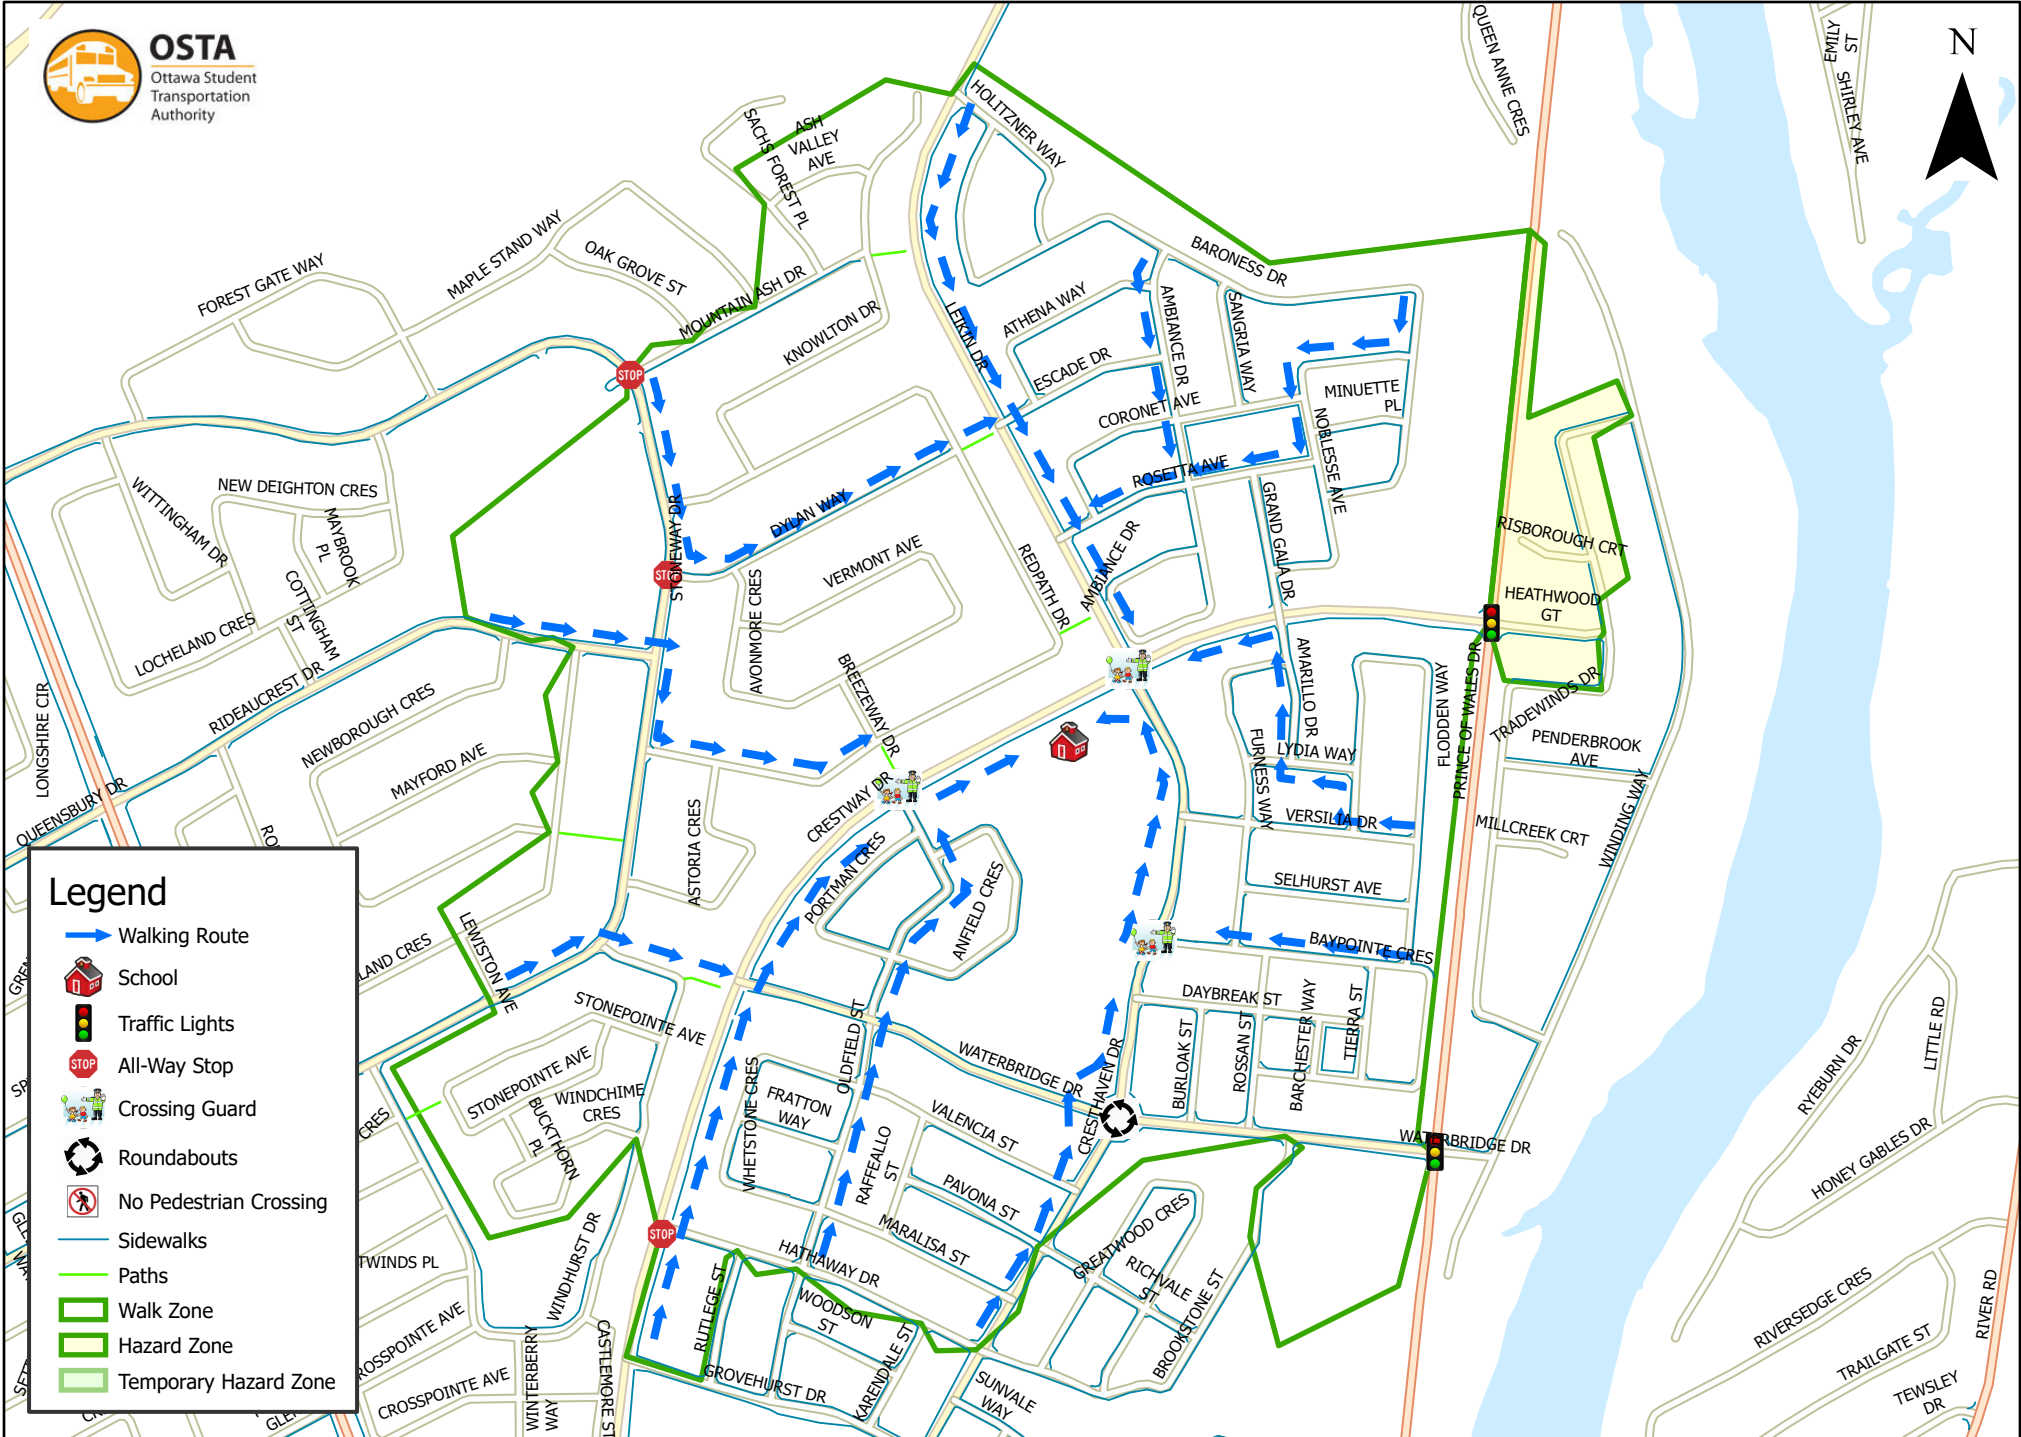 OSTA
Ottawa Student
Transportation
Authority
N
QUEEN ANNE CRES
EMILY
ST
SHIRLEY AVE
HOLITZNER WAY
SACHS FOREST PL
ASH
VALLEY
AVE
MAPLE STAND WAY
OAK GROVE ST
FOREST GATE WAY
MOUNTAIN ASH DR
KNOWLTON DR
LEIKIN DR
ATHENA WAY
BARONESS DR
AMBIANCE DR
SANGRIA WAY
ESCADE DR
CORONET AVE
MINUETTE
PL
NOBLESSE AVE
ROSETTA AVE
GRAND GALA DR
STOP
WITTINGHAM DR
NEW DEIGHTON CRES
MAYBROOK
PL
COTTINGHAM
ST
LOCHELAND CRES
STONEWAY DR
STOP
DYLAN WAY
VERMONT AVE
AVONMORE CRES
REDPATH DR
AMBIANCE DR
RISBOROUGH CRT
HEATHWOOD
GT
TRADEWINDS DR
LONGSHIRE CIR
RIDEAUCREST DR
NEWBOROUGH CRES
MAYFORD AVE
QUEENSBURY DR
BREEZEWAY DR
CRESTWAY DR
AMARILLO DR
FURNESS WAY
LYDIA WAY
FLODDEN WAY
PRINCE OF WALES DR
PENDERBROOK
AVE
VERSILIA DR
MILLCREEK CRT
WINDING WAY
ASTORIA CRES
PORTMAN CRES
ANFIELD CRES
SELHURST AVE
BAYPOINTE CRES
LEWISTON AVE
LAND CRES
STONEPOINTE AVE
DAYBREAK ST
BURLOAK ST
ROSSAN ST
BARCHESTER WAY
TIERRA ST
STONEPOINTE AVE
WINDCHIME
CRES
BUCKTHORN
PL
CRES
WHETSTONE CRES
OLDFIELD ST
FRATTON
WAY
WATERBRIDGE DR
CRESTHAVEN DR
VALENCIA ST
RAFFEALLO
ST
PAVONA ST
MARALISA ST
WATERBRIDGE DR
LITTLE RD
RYEBURN DR
HONEY GABLES DR
STOP
HATHAWAY DR
WINDHURST DR
TWINDS PL
RUTLEGE ST
WOODSON
ST
KARENDALE ST
GREATWOOD CRES
RICHVALE
ST
BROOKSTONE ST
GROVEHURST DR
SUNVALE
WAY
ROSSPOINTE AVE
CROSSPOINTE AVE
WINTERBERRY
WAY
CASTLEMORE ST
RIVERSEDGE CRES
TRAILGATE ST
TEWSLEY
DR
RIVER RD
Legend
Walking Route
School
Traffic Lights
STOP
All-Way Stop
Crossing Guard
Roundabouts
No Pedestrian Crossing
Sidewalks
Paths
Walk Zone
Hazard Zone
Temporary Hazard Zone